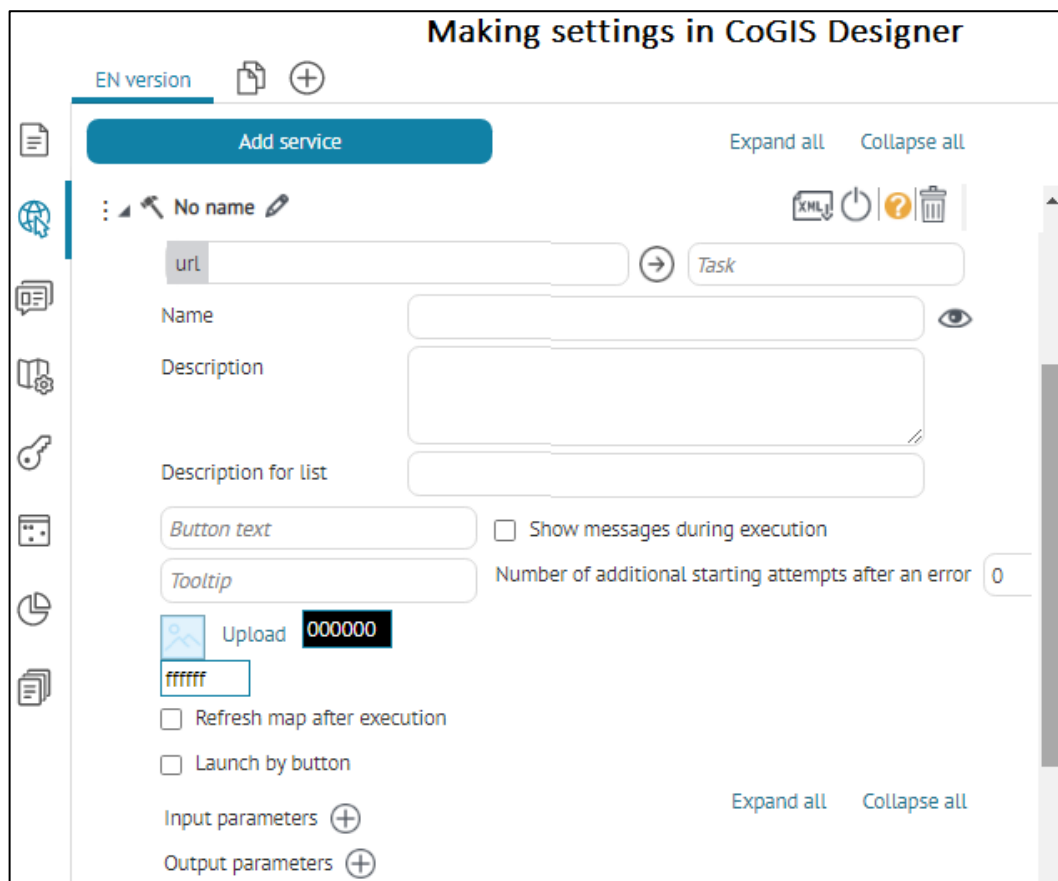 Making settings in CoGIS Designer
EN version
Add service Expand all Collapse all
No name XML ?
url Task
Name
Description
Description for list
Button text Show messages during execution
Tooltip Number of additional starting attempts after an error 0
Upload 000000
ffffff
Refresh map after execution
Launch by button
Expand all Collapse all
Input parameters
Output parameters